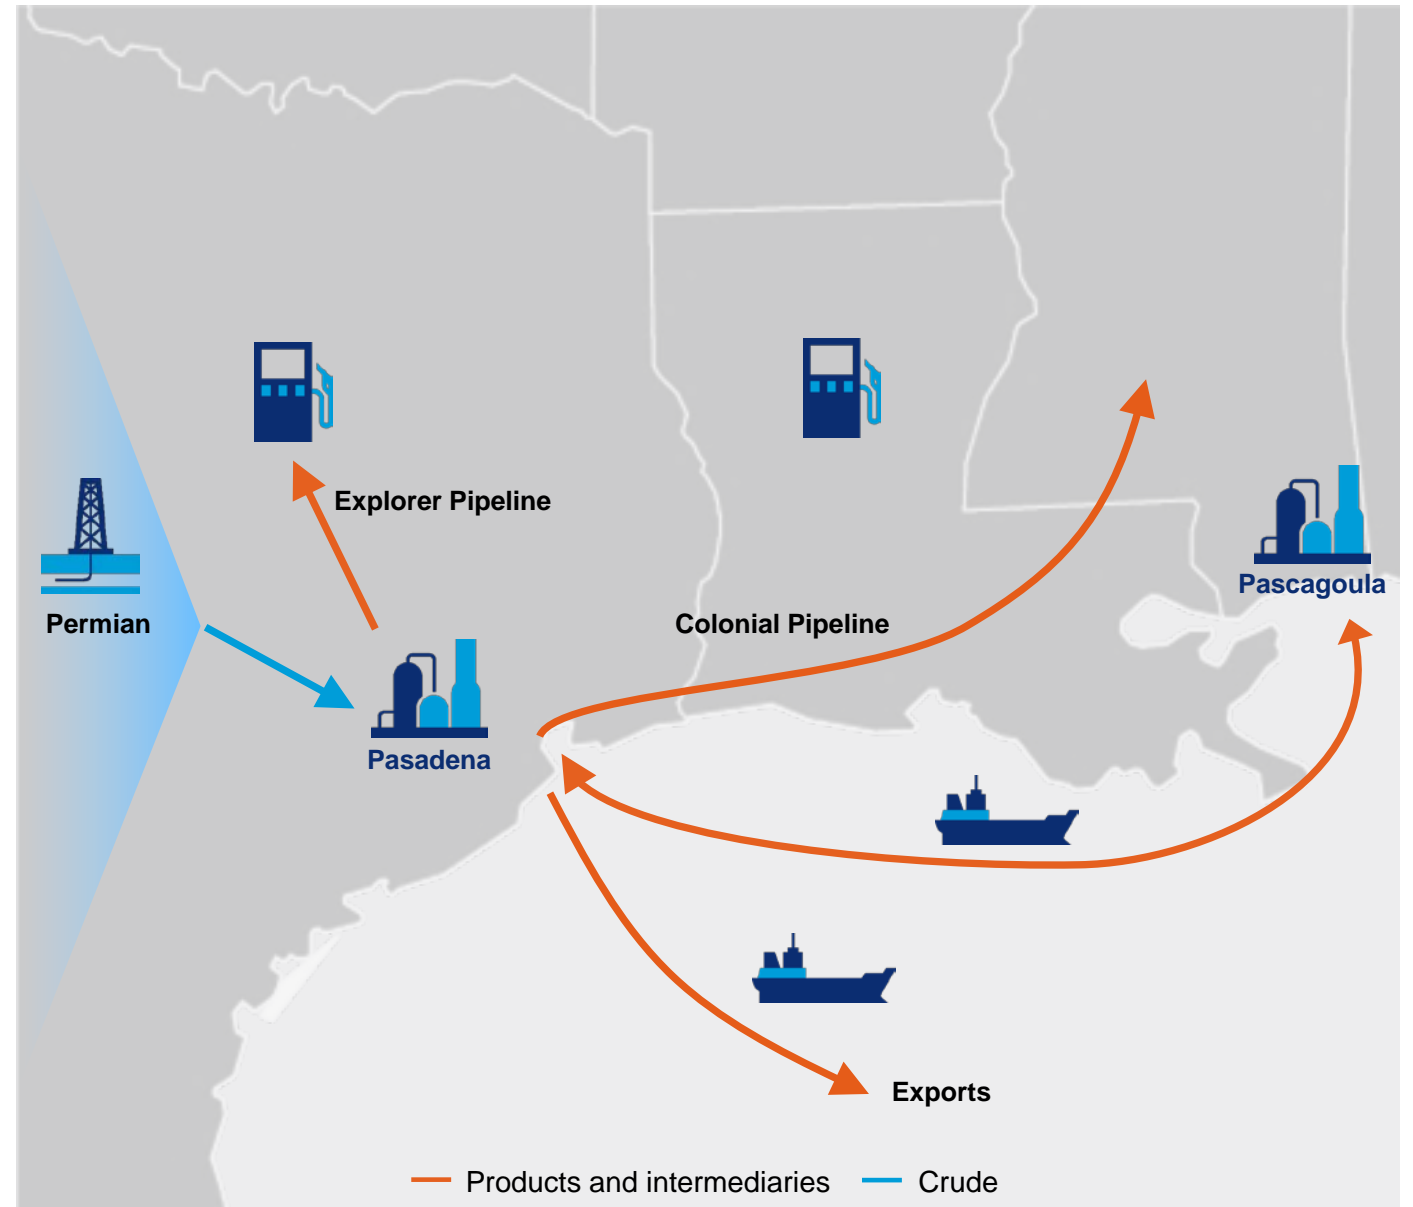 Explorer Pipeline
Permian
Colonial Pipeline
Pascagoula
Pasadena
Exports
Products and intermediaries
Crude